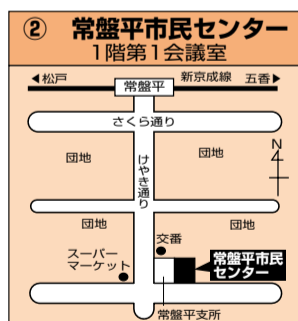 ② 常盤平市民センター
1階第1会議室
◀松戸
新京成線
五香▶
常盤平
さくら通り
団地
けやき通り
団地
N
4
団地
団地
交番
スーパー
マーケット
常盤平市民
センター
常盤平支所